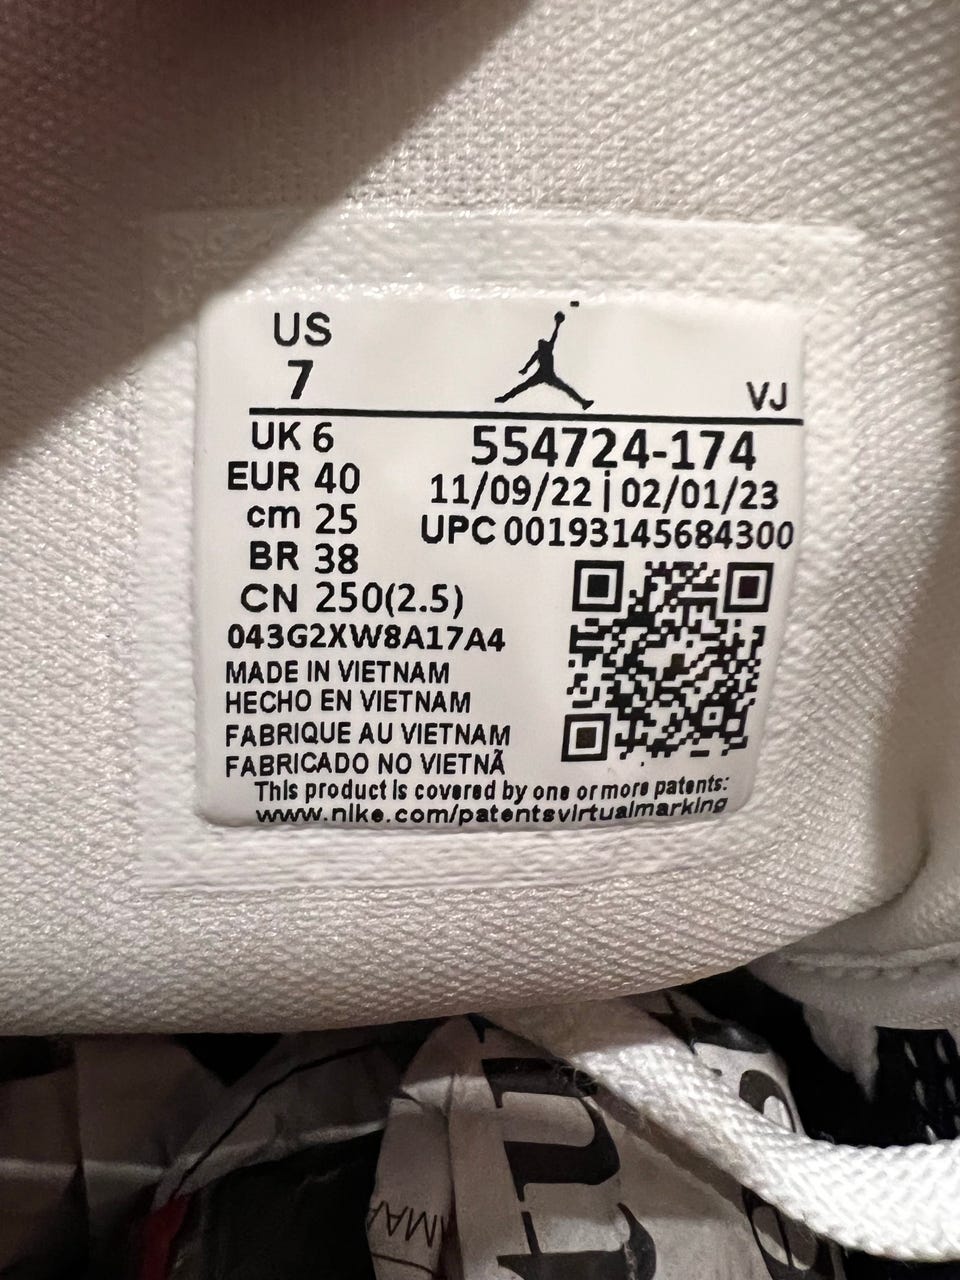 US
7
VJ
UK 6
EUR 40
cm 25
BR 38
CN 250(2.5)
554724-174
11/09/22 | 02/01/23
UPC 00193145684300
043G2XW8A17A4
MADE IN VIETNAM
HECHO EN VIETNAM
FABRIQUE AU VIETNAM
FABRICADO NO VIETNÃ
This product is covered by one or more patents:
www.nike.com/patentsvirtualmarking